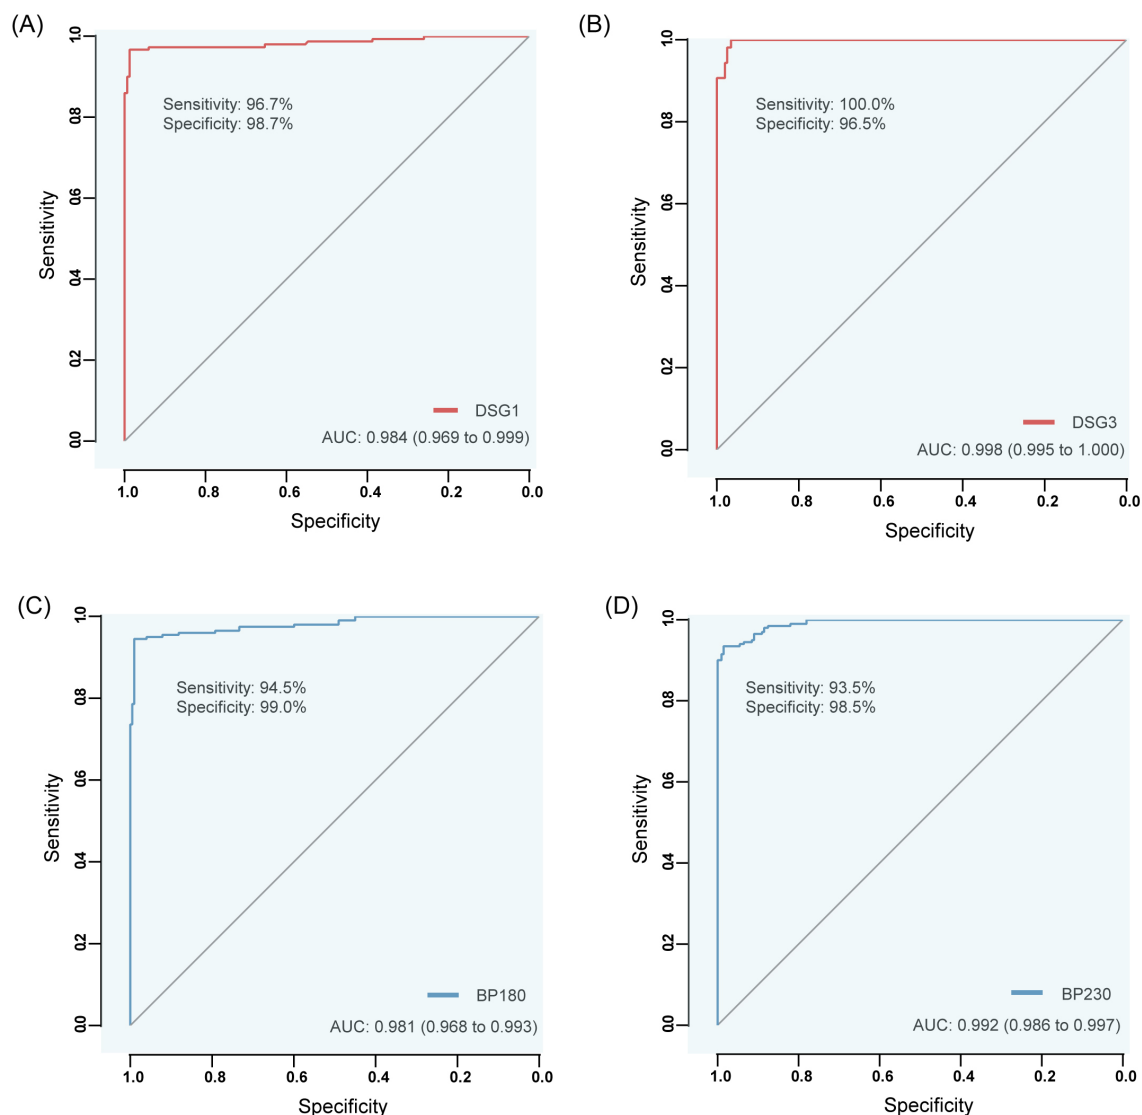 (A)
1.0
0.8
0.6
0.4
0.2
0.0
Sensitivity
Sensitivity: 96.7%
Specificity: 98.7%
DSG1
AUC: 0.984 (0.969 to 0.999)
1.0 0.8 0.6 0.4 0.2 0.0
Specificity
(B)
1.0
0.8
0.6
0.4
0.2
0.0
Sensitivity
Sensitivity: 100.0%
Specificity: 96.5%
DSG3
AUC: 0.998 (0.995 to 1.000)
1.0 0.8 0.6 0.4 0.2 0.0
Specificity
(C)
1.0
0.8
0.6
0.4
0.2
0.0
Sensitivity
Sensitivity: 94.5%
Specificity: 99.0%
BP180
AUC: 0.981 (0.968 to 0.993)
1.0 0.8 0.6 0.4 0.2 0.0
Specificity
(D)
1.0
0.8
0.6
0.4
0.2
0.0
Sensitivity
Sensitivity: 93.5%
Specificity: 98.5%
BP230
AUC: 0.992 (0.986 to 0.997)
1.0 0.8 0.6 0.4 0.2 0.0
Specificity